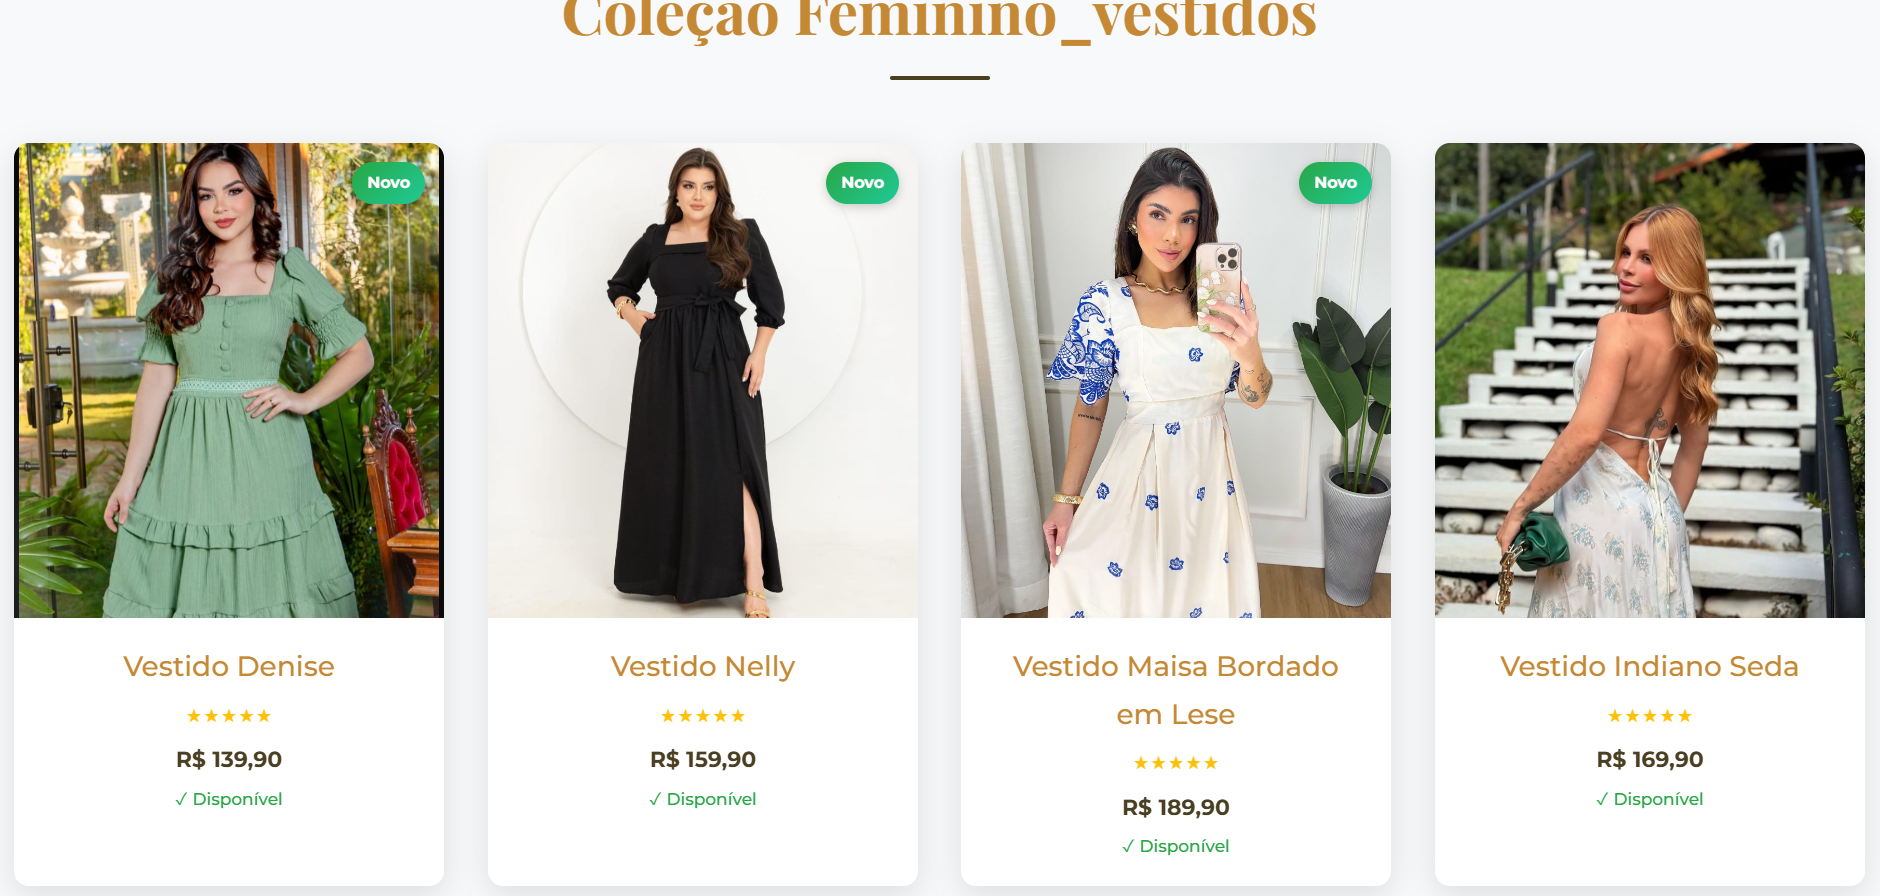 Coleção Feminino_vestidos
Novo
Novo
Novo
Vestido Denise
★★★★★
R$ 139,90
✓ Disponível
Vestido Nelly
★★★★★
R$ 159,90
✓ Disponível
Vestido Maisa Bordado
em Lese
★★★★★
R$ 189,90
✓ Disponível
Vestido Indiano Seda
★★★★★
R$ 169,90
✓ Disponível